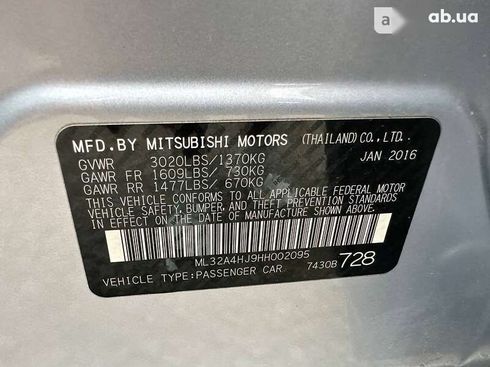 ab.ua
MFD.BY MITSUBISHI MOTORS (THAILAND)CO.,LTD.
GVWR 3020LBS/1370KG JAN 2016
GAWR FR 1609LBS/ 730KG
GAWR RR 1477LBS/ 670KG
THIS VEHICLE CONFORMS TO ALL APPLICABLE FEDERAL MOTOR
VEHICLE SAFETY, BUMPER, AND THEFT PREVENTION STANDARDS
IN EFFECT ON THE DATE OF MANUFACTURE SHOWN ABOVE.
ML32A4HJ9HH002095
VEHICLE TYPE:PASSENGER CAR 7430B 728